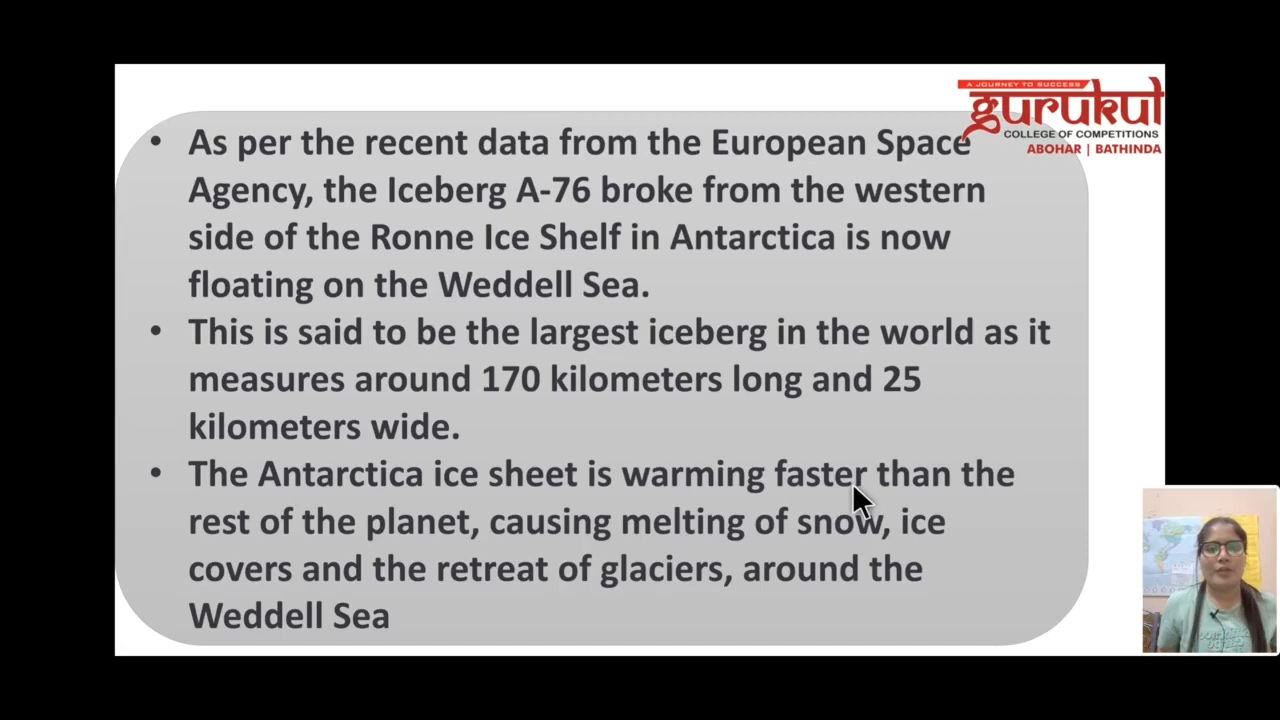 A JOURNEY TO SUCCESS
gurukul
COLLEGE OF COMPETITIONS
ABOHAR | BATHINDA
• As per the recent data from the European Space
Agency, the Iceberg A-76 broke from the western
side of the Ronne Ice Shelf in Antarctica is now
floating on the Weddell Sea.
• This is said to be the largest iceberg in the world as it
measures around 170 kilometers long and 25
kilometers wide.
• The Antarctica ice sheet is warming faster than the
rest of the planet, causing melting of snow, ice
covers and the retreat of glaciers, around the
Weddell Sea